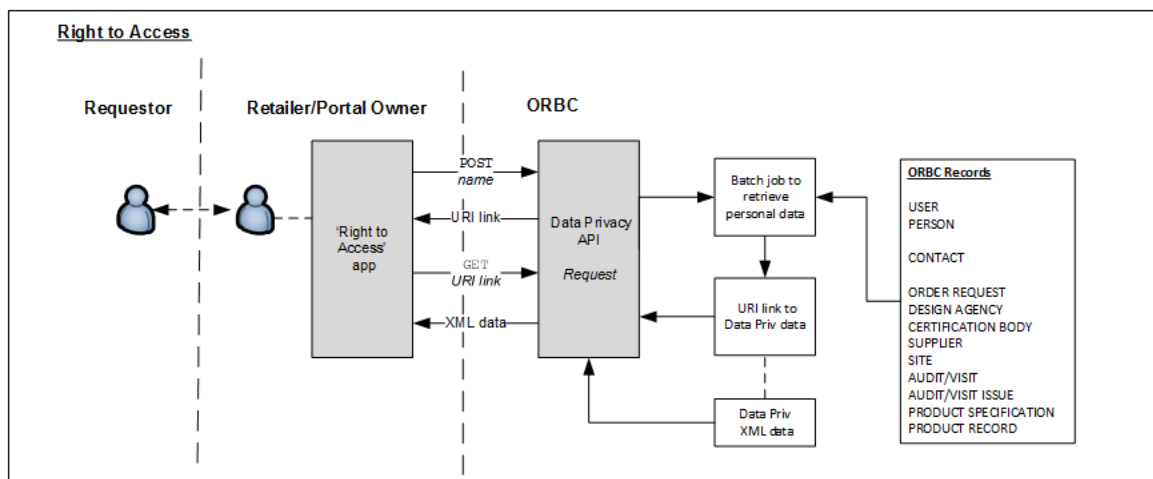 Right to Access
Requestor
Retailer/Portal Owner
ORBC
'Right to
Access'
app
POST
name
URI link
GET
URI link
XML data
Data Privacy
API
Request
Batch job to
retrieve
personal data
URI link to
Data Priv data
Data Priv
XML data
ORBC Records
USER
PERSON
CONTACT
ORDER REQUEST
DESIGN AGENCY
CERTIFICATION BODY
SUPPLIER
SITE
AUDIT/VISIT
AUDIT/VISIT ISSUE
PRODUCT SPECIFICATION
PRODUCT RECORD